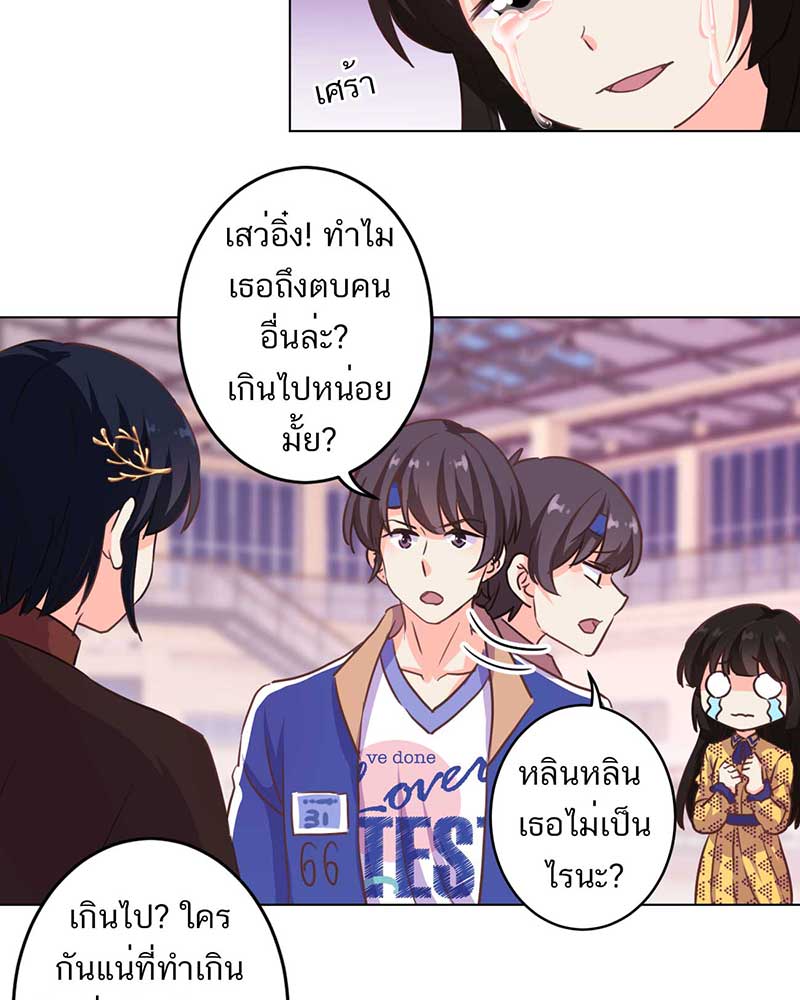 เศร้า
เสว่อิ๋ง! ทำไม
เธอถึงตบคน
อื่นล่ะ?
เกินไปหน่อย
มั้ย?
ve done
Lover
TEST
31
66
หลินหลิน
เธอไม่เป็น
ไรนะ?
เกินไป? ใคร
กันแน่ที่ทำเกิน